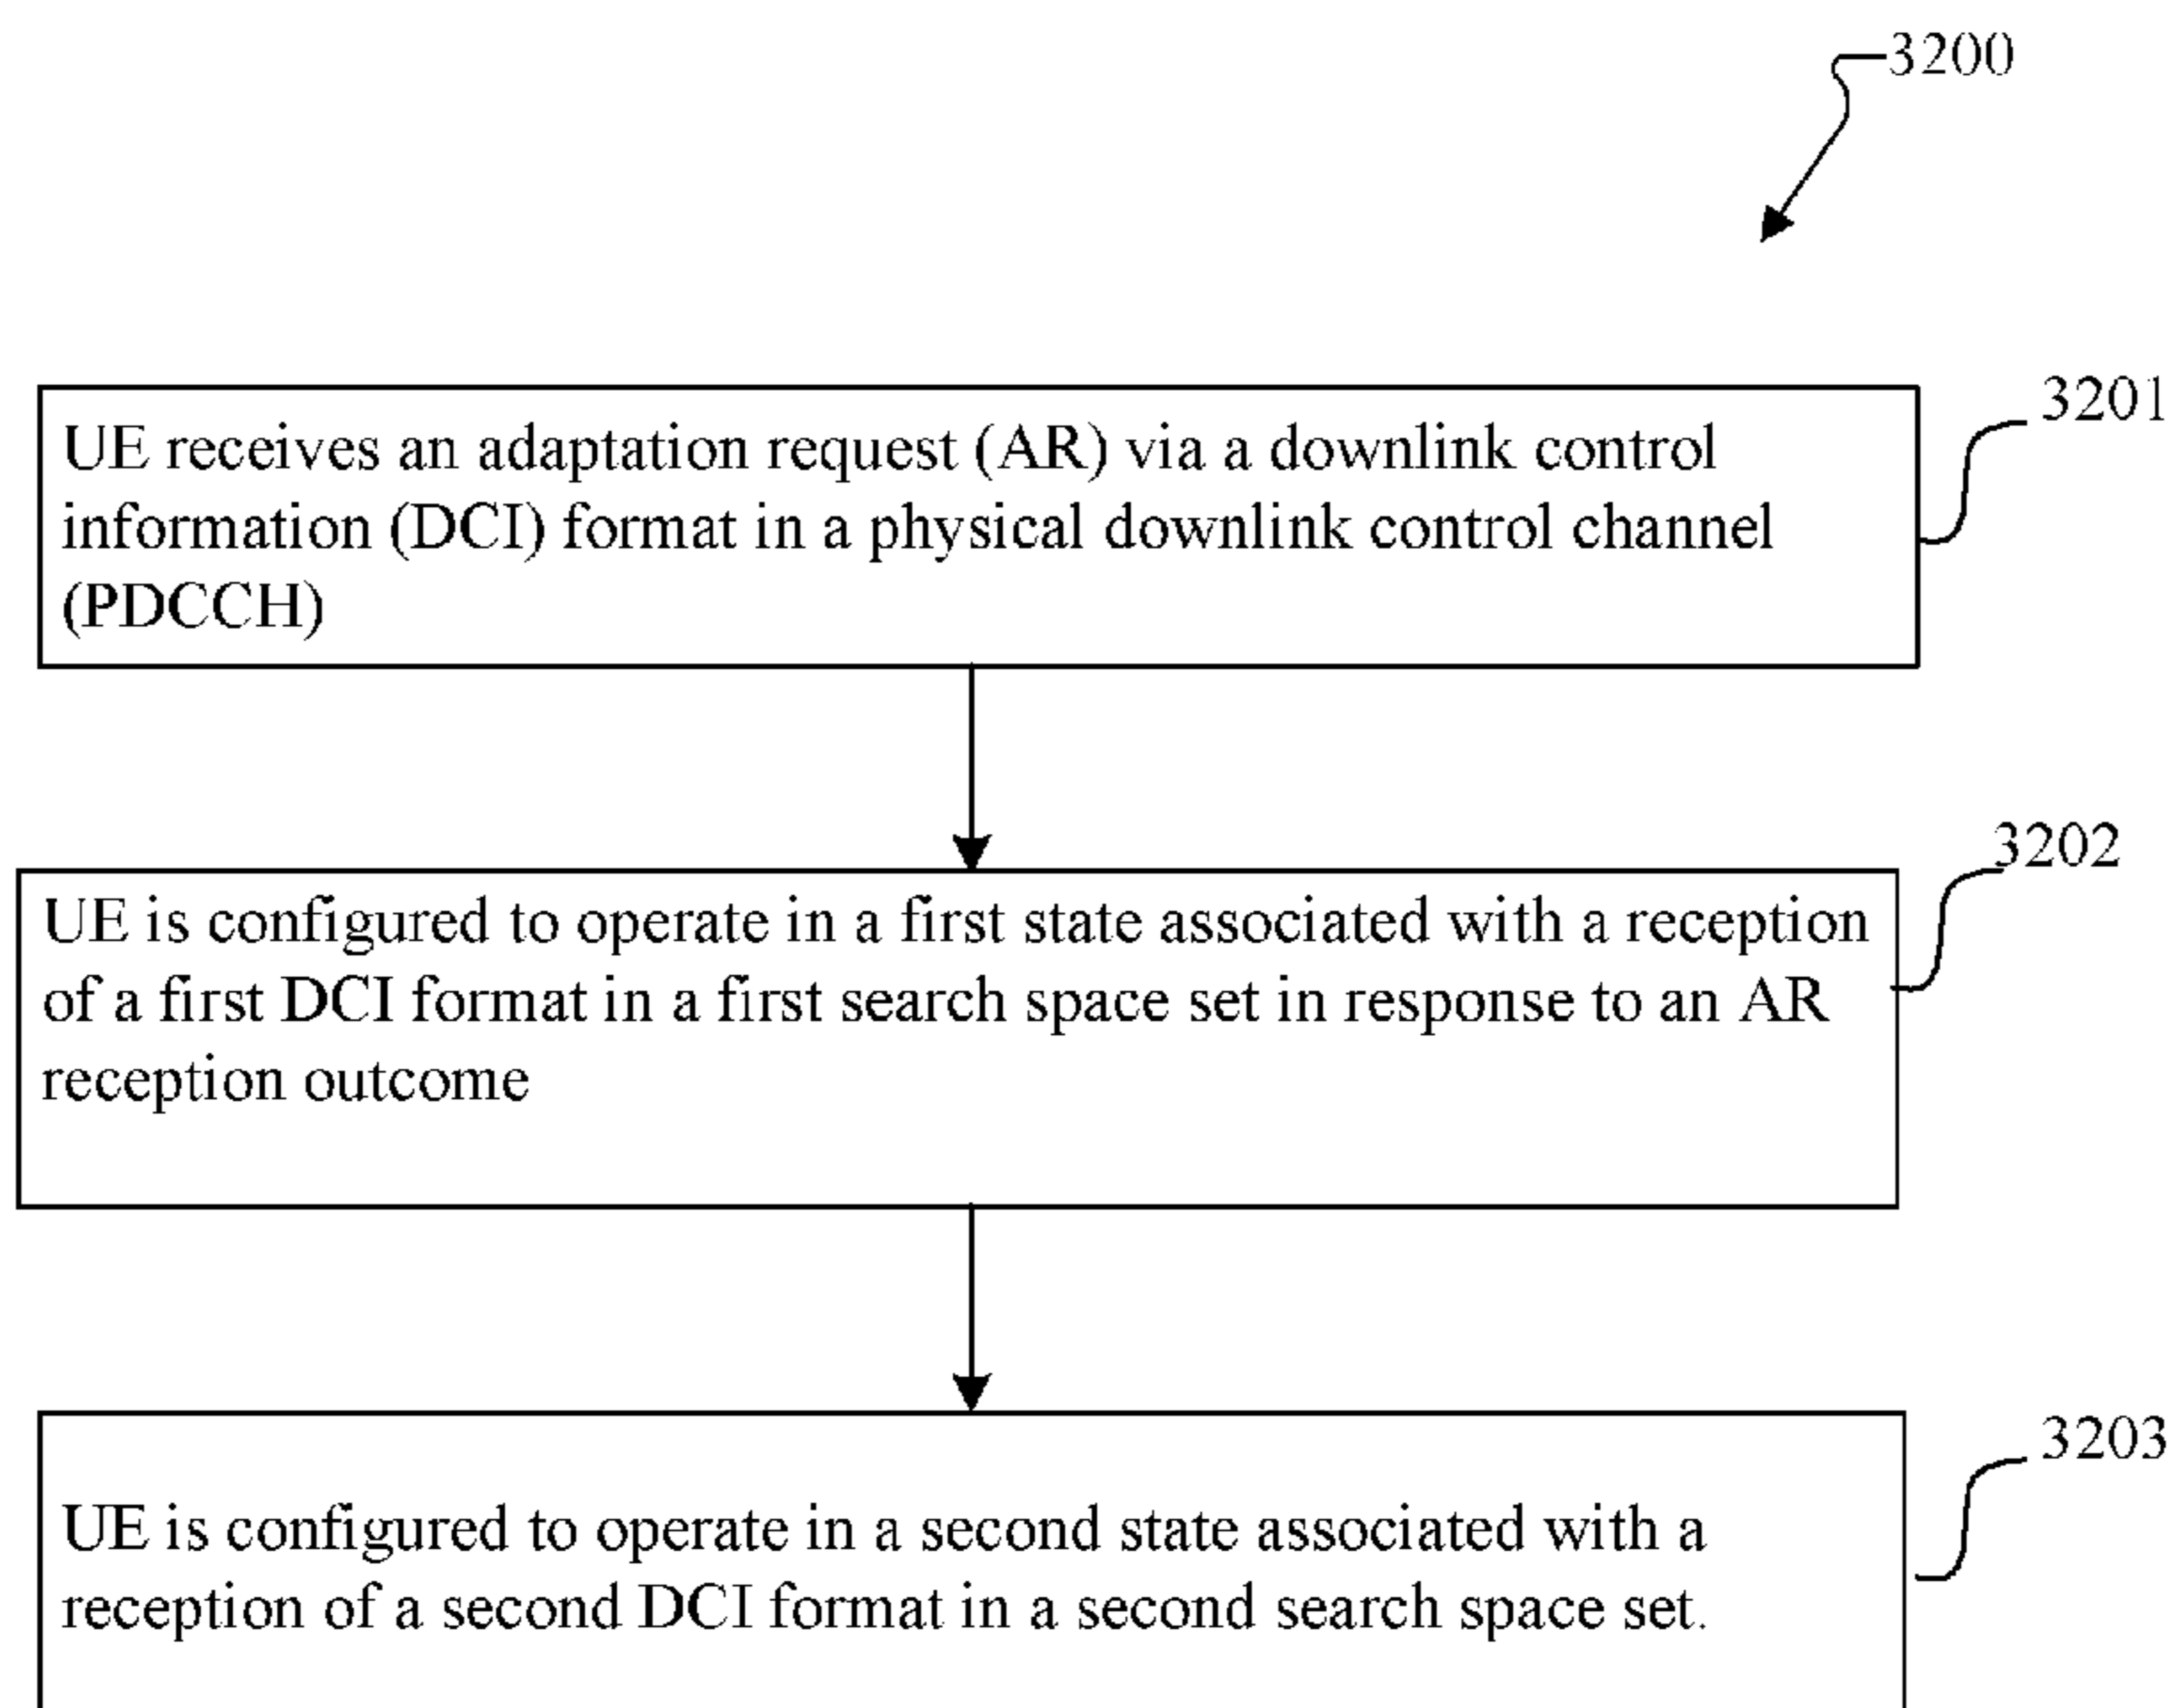 3200
3201
UE receives an adaptation request (AR) via a downlink control
information (DCI) format in a physical downlink control channel
(PDCCH)
3202
UE is configured to operate in a first state associated with a reception
of a first DCI format in a first search space set in response to an AR
reception outcome
3203
UE is configured to operate in a second state associated with a
reception of a second DCI format in a second search space set.